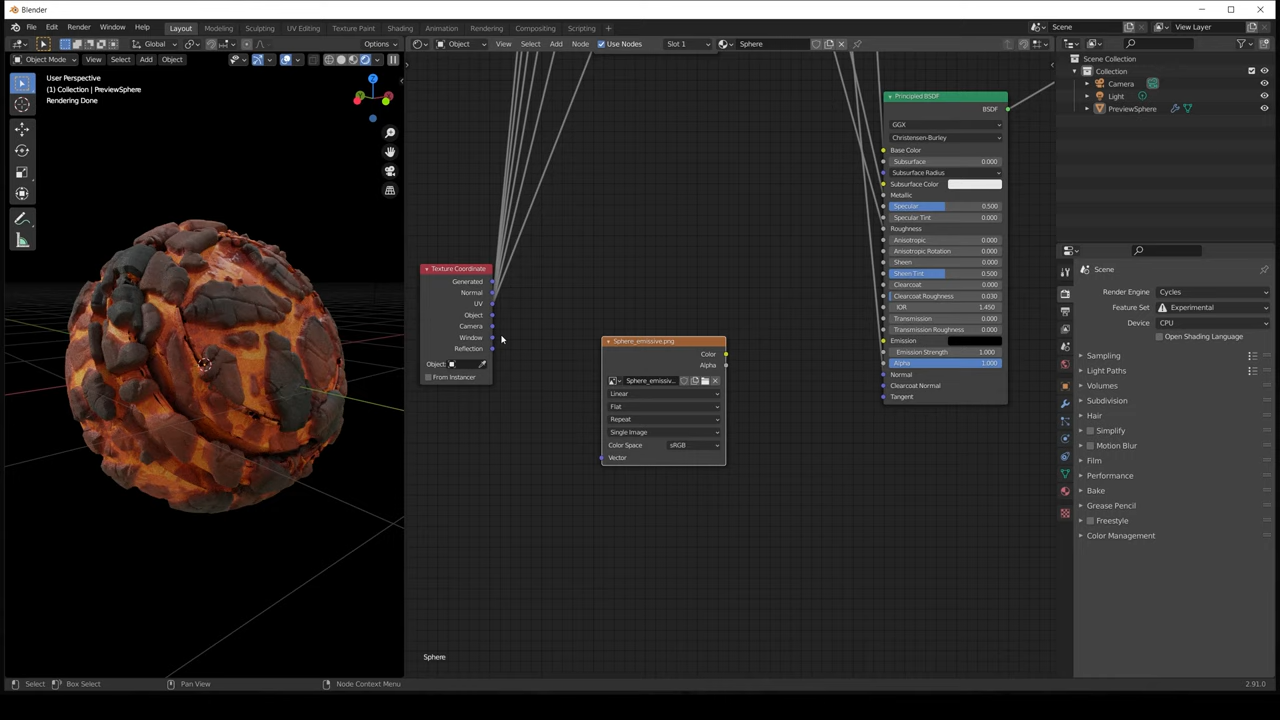 Blender
File Edit Render Window Help Layout Modeling Sculpting UV Editing Texture Paint Shading Animation Rendering Compositing Scripting Scene View Layer
Global Options Object View Select Add Node Use Nodes Slot 1 Sphere
Object Mode View Select Add Object
User Perspective
(1) Collection | PreviewSphere
Rendering Done
Z
Texture Coordinate
Generated
Normal
UV
Object
Camera
Window
Reflection
Object:
From Instancer
Sphere_emissive.png
Color
Alpha
Sphere_emissiv...
Linear
Flat
Repeat
Single Image
Color Space sRGB
Vector
Principled BSDF
BSDF
GGX
Christensen-Burley
Base Color
Subsurface 0.000
Subsurface Radius
Subsurface Color
Metallic
Specular 0.500
Specular Tint 0.000
Roughness
Anisotropic 0.000
Anisotropic Rotation 0.000
Sheen 0.000
Sheen Tint 0.500
Clearcoat 0.000
Clearcoat Roughness 0.030
IOR 1.450
Transmission 0.000
Transmission Roughness 0.000
Emission
Emission Strength 1.000
Alpha 1.000
Normal
Clearcoat Normal
Tangent
Sphere
Scene Collection
Collection
Camera
Light
PreviewSphere
Scene
Render Engine Cycles
Feature Set Experimental
Device CPU
Open Shading Language
Sampling
Light Paths
Volumes
Subdivision
Hair
Simplify
Motion Blur
Film
Performance
Bake
Grease Pencil
Freestyle
Color Management
Select Box Select Pan View Node Context Menu 2.91.0